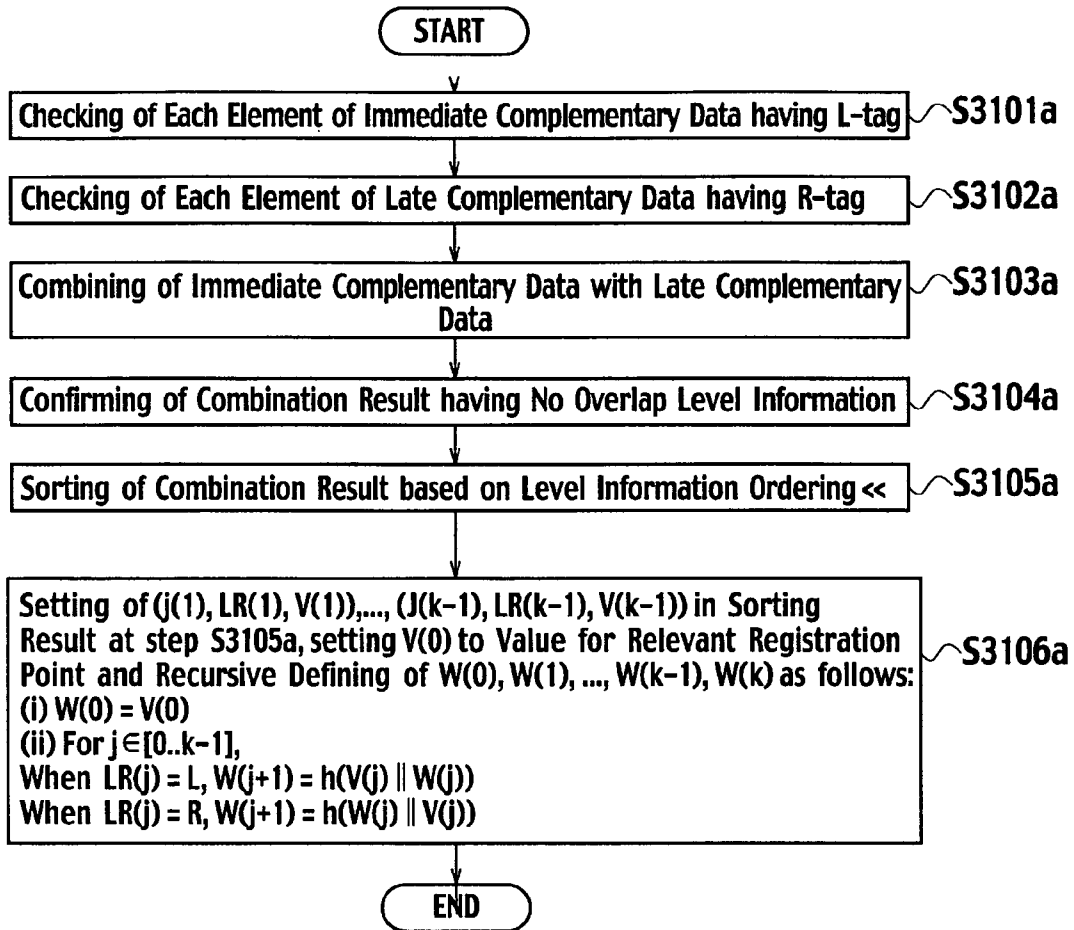 START
Checking of Each Element of Immediate Complementary Data having L-tag
S3101a
Checking of Each Element of Late Complementary Data having R-tag
S3102a
Combining of Immediate Complementary Data with Late Complementary
Data
S3103a
Confirming of Combination Result having No Overlap Level Information
S3104a
Sorting of Combination Result based on Level Information Ordering <<
S3105a
Setting of (j(1), LR(1), V(1)),..., (J(k-1), LR(k-1), V(k-1)) in Sorting
Result at step S3105a, setting V(0) to Value for Relevant Registration
Point and Recursive Defining of W(0), W(1), ..., W(k-1), W(k) as follows:
(i) W(0) = V(0)
(ii) For j∈[0..k-1],
When LR(j) = L, W(j+1) = h(V(j) || W(j))
When LR(j) = R, W(j+1) = h(W(j) || V(j))
S3106a
END